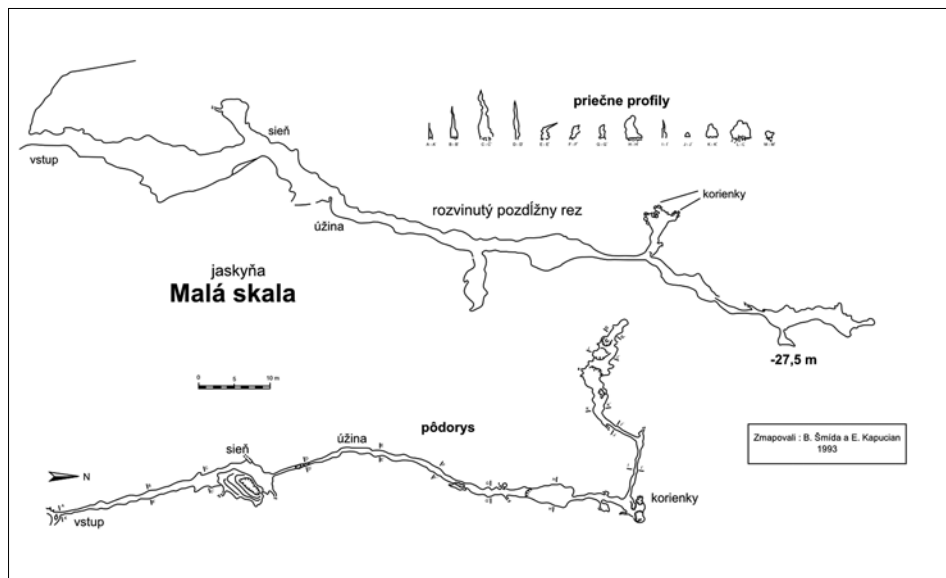 priečne profily
sieň
vstup
A-A'
B-B'
C-C'
D-D'
E-E'
F-F'
G-G'
H-H'
I-I'
J-J'
K-K'
L-L'
M-M'
korienky
rozvinutý pozdĺžny rez
úžina
jaskyňa
Malá skala
-27,5 m
0 5 10 m
pôdorys
úžina
sieň
Zmapovali : B. Šmída a E. Kapucian
1993
N
korienky
vstup